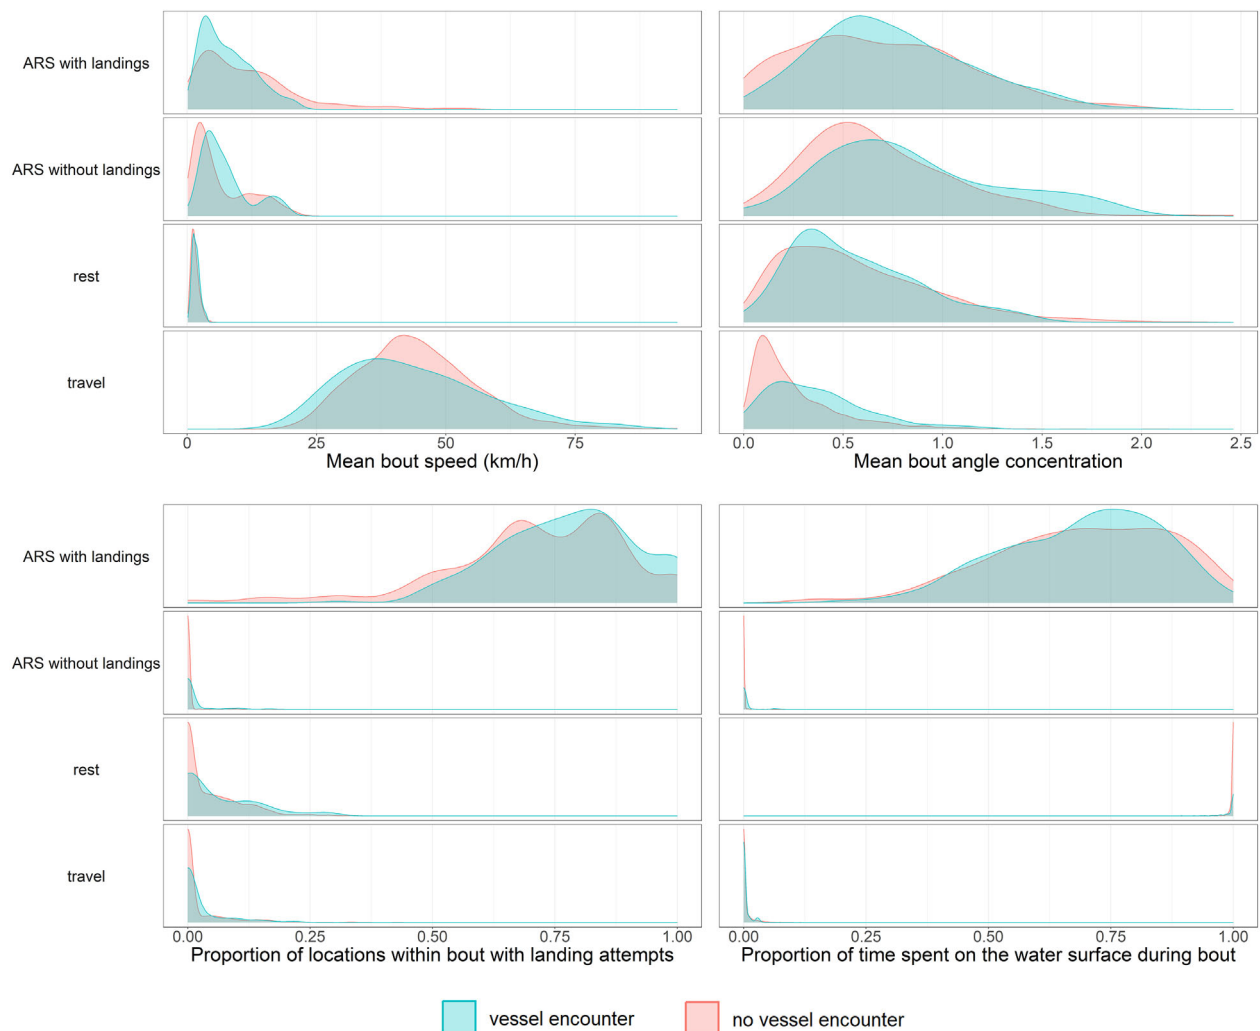 ARS with landings
ARS without landings
rest
travel
0 25 50 75
0.0 0.5 1.0 1.5 2.0 2.5
Mean bout speed (km/h)
Mean bout angle concentration
ARS with landings
ARS without landings
rest
travel
0.00 0.25 0.50 0.75 1.00
0.00 0.25 0.50 0.75 1.00
Proportion of locations within bout with landing attempts
Proportion of time spent on the water surface during bout
vessel encounter
no vessel encounter